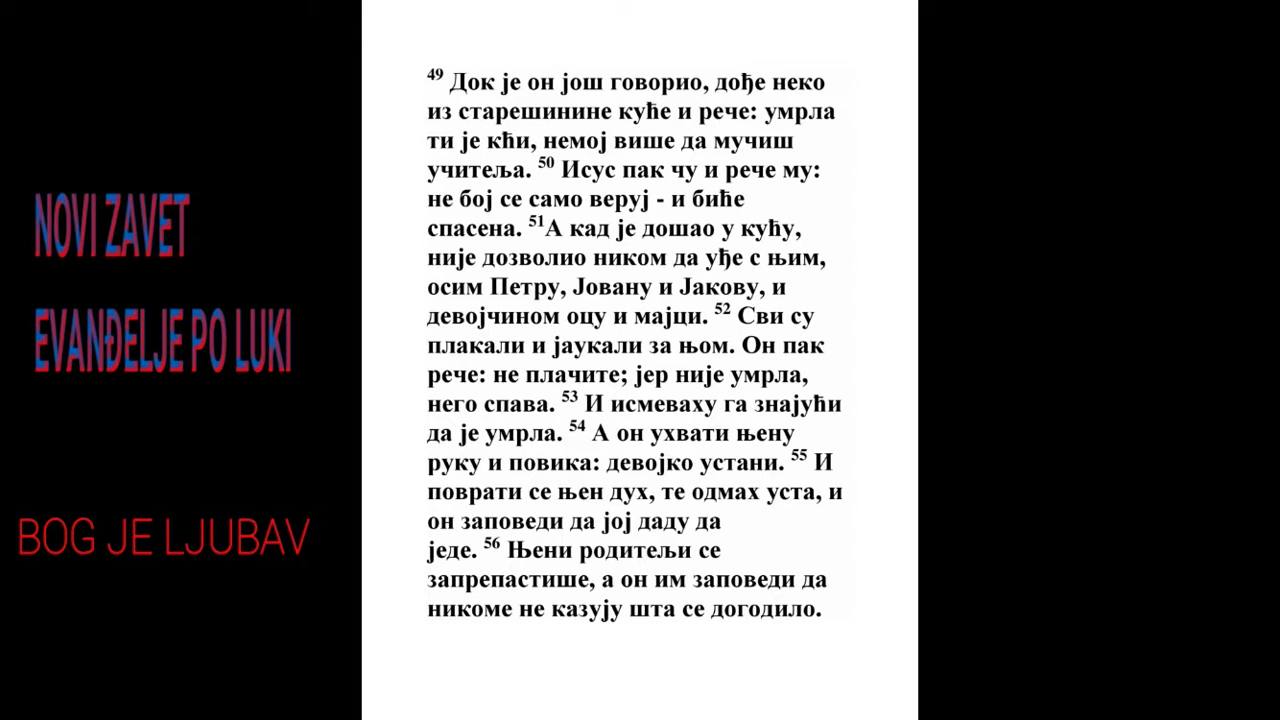 NOVI ZAVET
EVANĐELJE PO LUKI
BOG JE LJUBAV
49 Док је он још говорио, дође неко
из старешинине куће и рече: умрла
ти је кћи, немој више да мучиш
учитеља. 50 Исус пак чу и рече му:
не бој се само веруј - и биће
спасена. 51А кад је дошао у кућу,
није дозволио ником да уђе с њим,
осим Петру, Јовану и Јакову, и
девојчином оцу и мајци. 52 Сви су
плакали и јаукали за њом. Он пак
рече: не плачите; јер није умрла,
него спава. 53 И исмеваху га знајући
да је умрла. 54 А он ухвати њену
руку и повика: девојко устани. 55 И
поврати се њен дух, те одмах уста, и
он заповеди да јој даду да
једе. 56 Њени родитељи се
запрепастише, а он им заповеди да
никоме не казују шта се догодило.